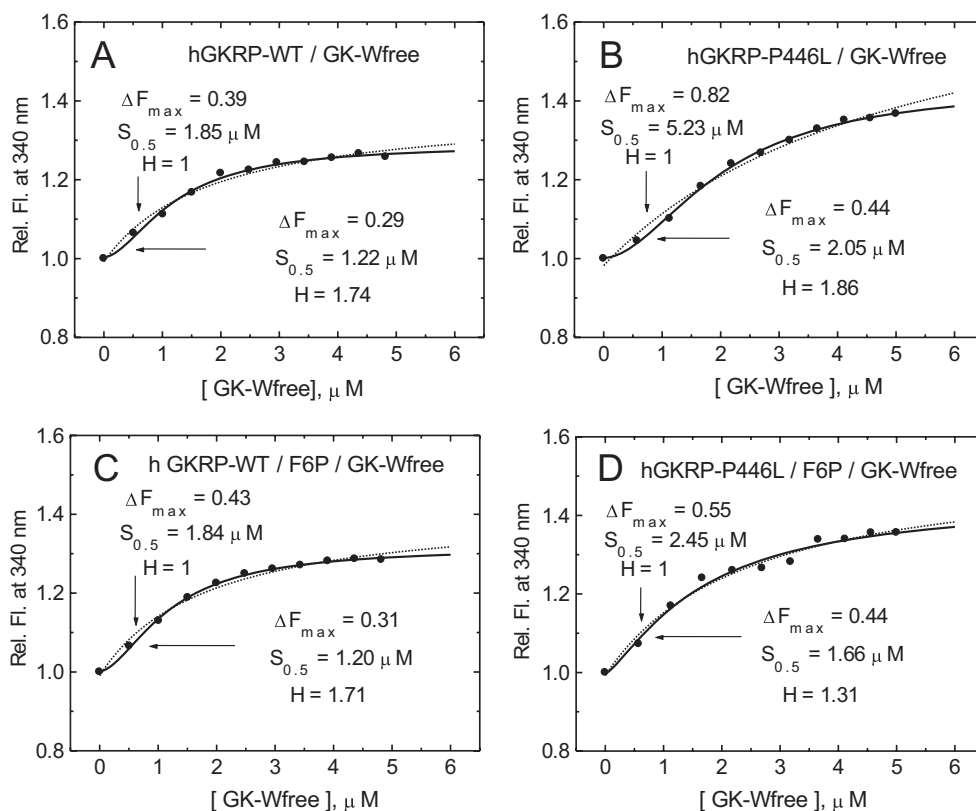 A
hGKRP-WT / GK-Wfree
ΔFmax = 0.39
S0.5 = 1.85 μ M
H = 1
ΔFmax = 0.29
S0.5 = 1.22 μ M
H = 1.74
Rel. Fl. at 340 nm
1.6
1.4
1.2
1.0
0.8
0 1 2 3 4 5 6
[ GK-Wfree], μ M
B
hGKRP-P446L / GK-Wfree
ΔFmax = 0.82
S0.5 = 5.23 μ M
H = 1
ΔFmax = 0.44
S0.5 = 2.05 μ M
H = 1.86
Rel. Fl. at 340 nm
1.6
1.4
1.2
1.0
0.8
0 1 2 3 4 5 6
[ GK-Wfree ], μ M
C
h GKRP-WT / F6P / GK-Wfree
ΔFmax = 0.43
S0.5 = 1.84 μ M
H = 1
ΔFmax = 0.31
S0.5 = 1.20 μ M
H = 1.71
Rel. Fl. at 340 nm
1.6
1.4
1.2
1.0
0.8
0 1 2 3 4 5 6
[ GK-Wfree ], μ M
D
hGKRP-P446L / F6P / GK-Wfree
ΔFmax = 0.55
S0.5 = 2.45 μ M
H = 1
ΔFmax = 0.44
S0.5 = 1.66 μ M
H = 1.31
Rel. Fl. at 340 nm
1.6
1.4
1.2
1.0
0.8
0 1 2 3 4 5 6
[ GK-Wfree ], μ M